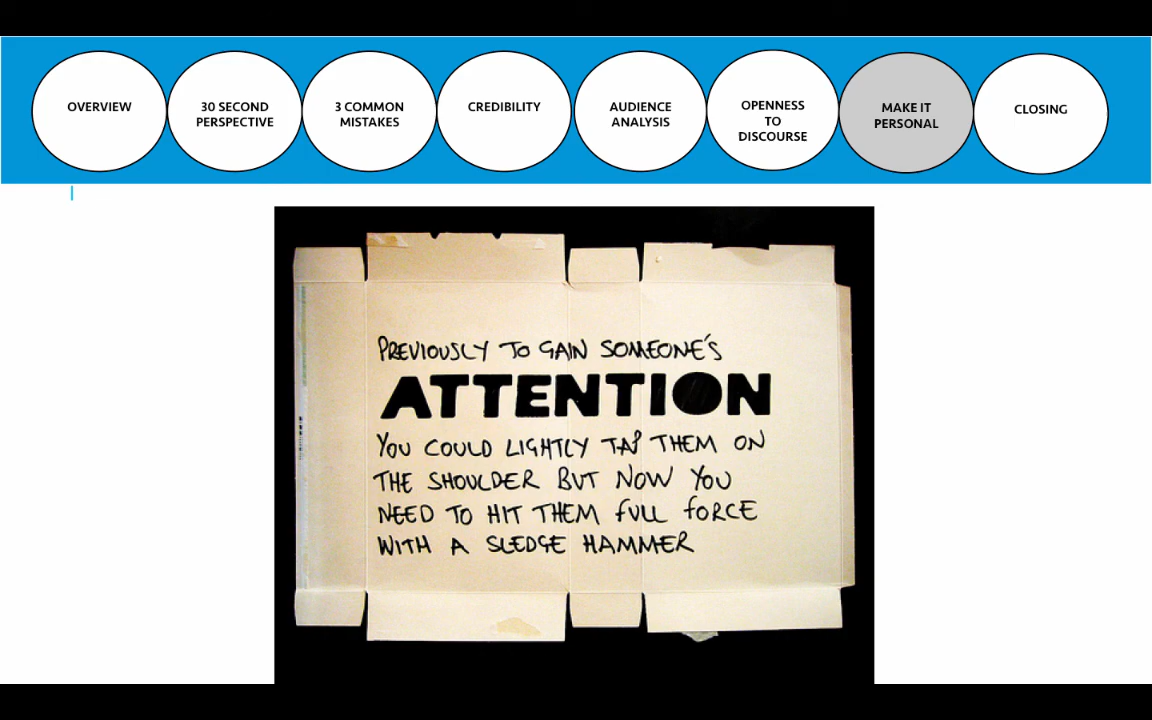 OVERVIEW
30 SECOND
PERSPECTIVE
3 COMMON
MISTAKES
CREDIBILITY
AUDIENCE
ANALYSIS
OPENNESS
TO
DISCOURSE
MAKE IT
PERSONAL
CLOSING
PREVIOUSLY TO GAIN SOMEONE'S
ATTENTION
YOU COULD LIGHTLY TAP THEM ON
THE SHOULDER BUT NOW YOU
NEED TO HIT THEM FULL FORCE
WITH A SLEDGE HAMMER